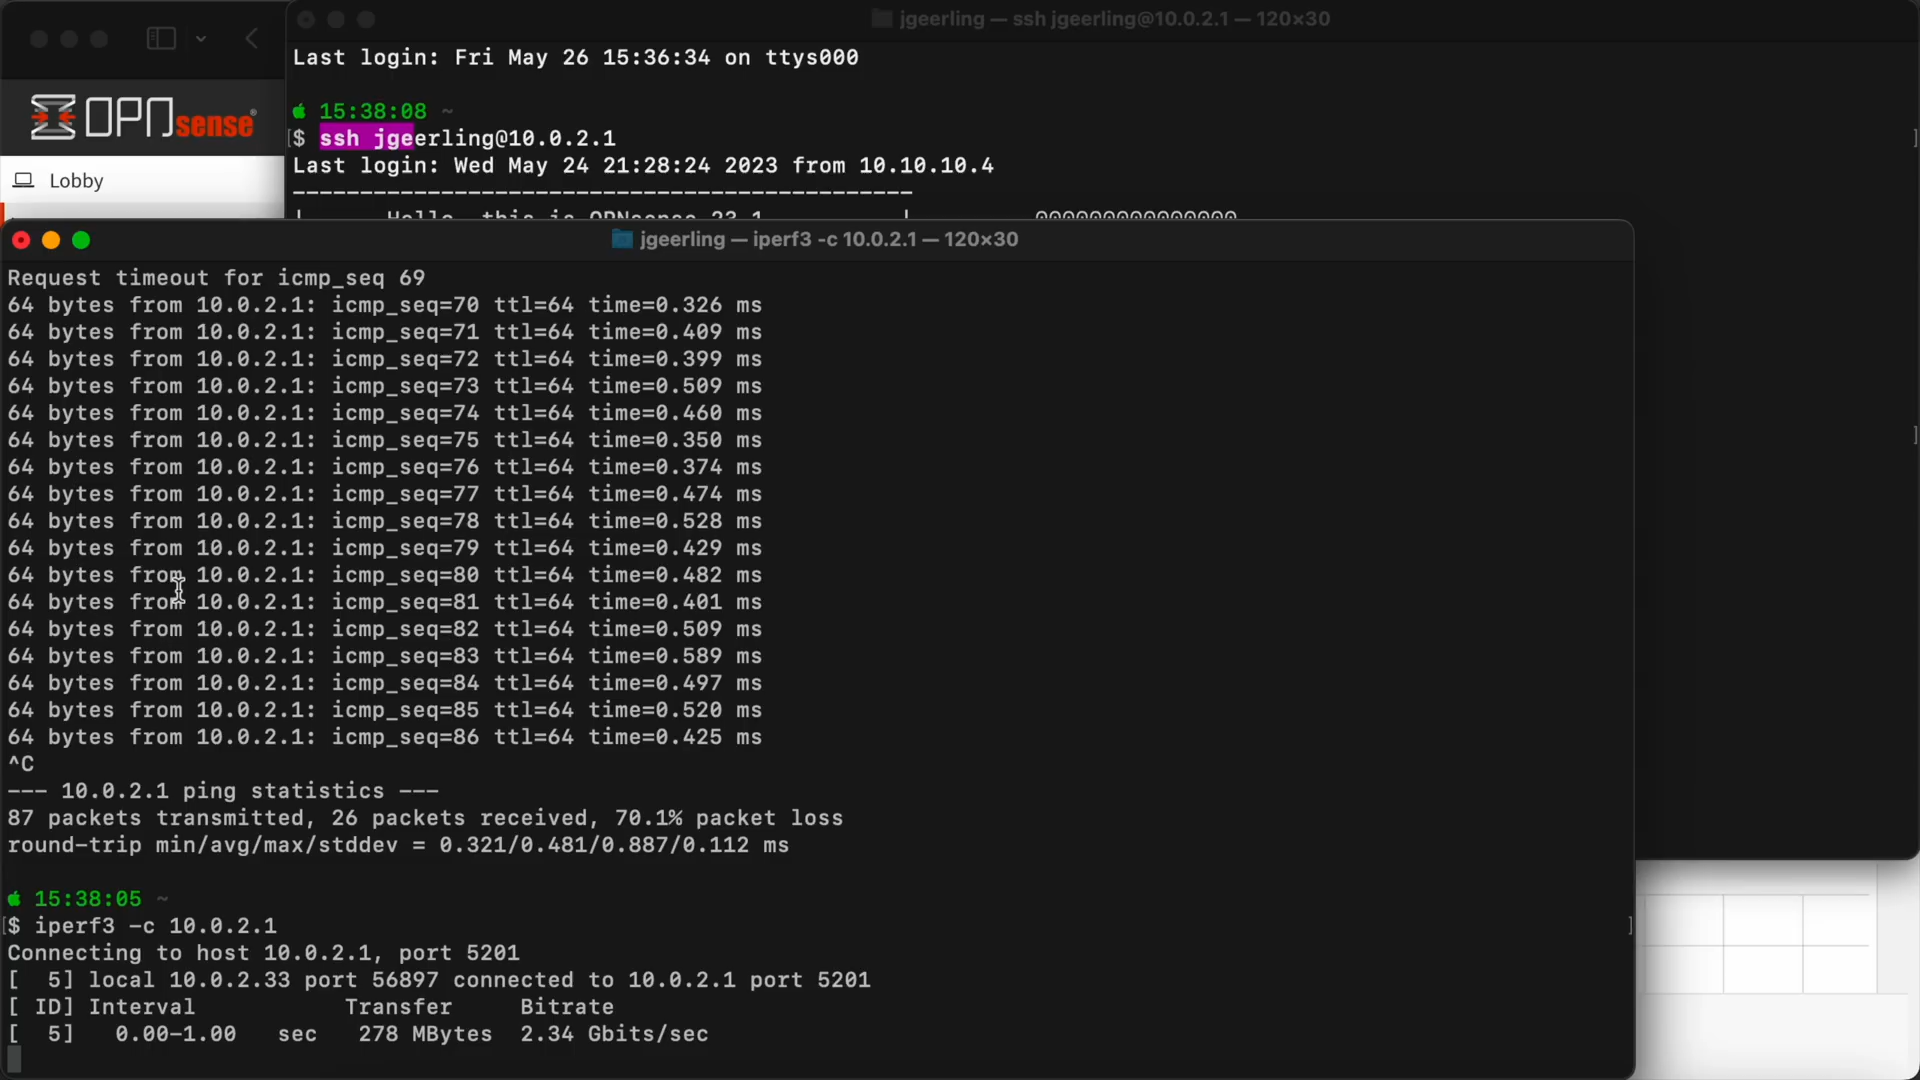 jgeerling — ssh jgeerling@10.0.2.1 — 120×30
Last login: Fri May 26 15:36:34 on ttys000
15:38:08 ~
[$ ssh jgeerling@10.0.2.1 ]
Last login: Wed May 24 21:28:24 2023 from 10.10.10.4
----------------------------------------------
| Hello, this is OPNsense 23.1 | 000000000000000
OPNsense®
Lobby
jgeerling — iperf3 -c 10.0.2.1 — 120×30
Request timeout for icmp_seq 69
64 bytes from 10.0.2.1: icmp_seq=70 ttl=64 time=0.326 ms
64 bytes from 10.0.2.1: icmp_seq=71 ttl=64 time=0.409 ms
64 bytes from 10.0.2.1: icmp_seq=72 ttl=64 time=0.399 ms
64 bytes from 10.0.2.1: icmp_seq=73 ttl=64 time=0.509 ms
64 bytes from 10.0.2.1: icmp_seq=74 ttl=64 time=0.460 ms
64 bytes from 10.0.2.1: icmp_seq=75 ttl=64 time=0.350 ms
64 bytes from 10.0.2.1: icmp_seq=76 ttl=64 time=0.374 ms
64 bytes from 10.0.2.1: icmp_seq=77 ttl=64 time=0.474 ms
64 bytes from 10.0.2.1: icmp_seq=78 ttl=64 time=0.528 ms
64 bytes from 10.0.2.1: icmp_seq=79 ttl=64 time=0.429 ms
64 bytes from 10.0.2.1: icmp_seq=80 ttl=64 time=0.482 ms
64 bytes from 10.0.2.1: icmp_seq=81 ttl=64 time=0.401 ms
64 bytes from 10.0.2.1: icmp_seq=82 ttl=64 time=0.509 ms
64 bytes from 10.0.2.1: icmp_seq=83 ttl=64 time=0.589 ms
64 bytes from 10.0.2.1: icmp_seq=84 ttl=64 time=0.497 ms
64 bytes from 10.0.2.1: icmp_seq=85 ttl=64 time=0.520 ms
64 bytes from 10.0.2.1: icmp_seq=86 ttl=64 time=0.425 ms
^C
--- 10.0.2.1 ping statistics ---
87 packets transmitted, 26 packets received, 70.1% packet loss
round-trip min/avg/max/stddev = 0.321/0.481/0.887/0.112 ms
15:38:05 ~
[$ iperf3 -c 10.0.2.1 ]
Connecting to host 10.0.2.1, port 5201
[ 5] local 10.0.2.33 port 56897 connected to 10.0.2.1 port 5201
[ ID] Interval Transfer Bitrate
[ 5] 0.00-1.00 sec 278 MBytes 2.34 Gbits/sec